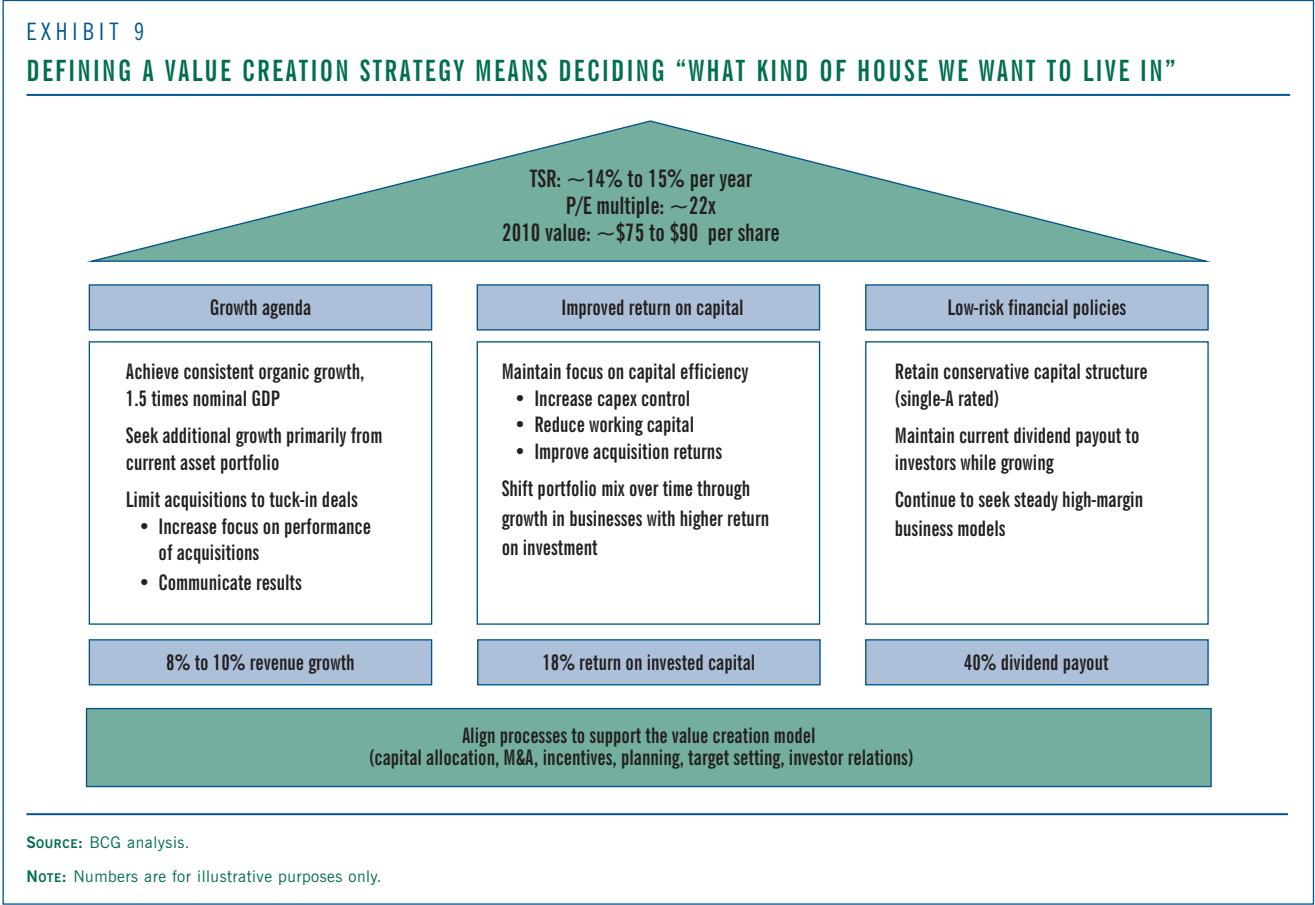 EXHIBIT 9
DEFINING A VALUE CREATION STRATEGY MEANS DECIDING “WHAT KIND OF HOUSE WE WANT TO LIVE IN”
TSR: ~14% to 15% per year
P/E multiple: ~22x
2010 value: ~$75 to $90 per share
Growth agenda
Achieve consistent organic growth,
1.5 times nominal GDP
Seek additional growth primarily from
current asset portfolio
Limit acquisitions to tuck-in deals
• Increase focus on performance
of acquisitions
• Communicate results
8% to 10% revenue growth
Improved return on capital
Maintain focus on capital efficiency
• Increase capex control
• Reduce working capital
• Improve acquisition returns
Shift portfolio mix over time through
growth in businesses with higher return
on investment
18% return on invested capital
Low-risk financial policies
Retain conservative capital structure
(single-A rated)
Maintain current dividend payout to
investors while growing
Continue to seek steady high-margin
business models
40% dividend payout
Align processes to support the value creation model
(capital allocation, M&A, incentives, planning, target setting, investor relations)
SOURCE: BCG analysis.
NOTE: Numbers are for illustrative purposes only.